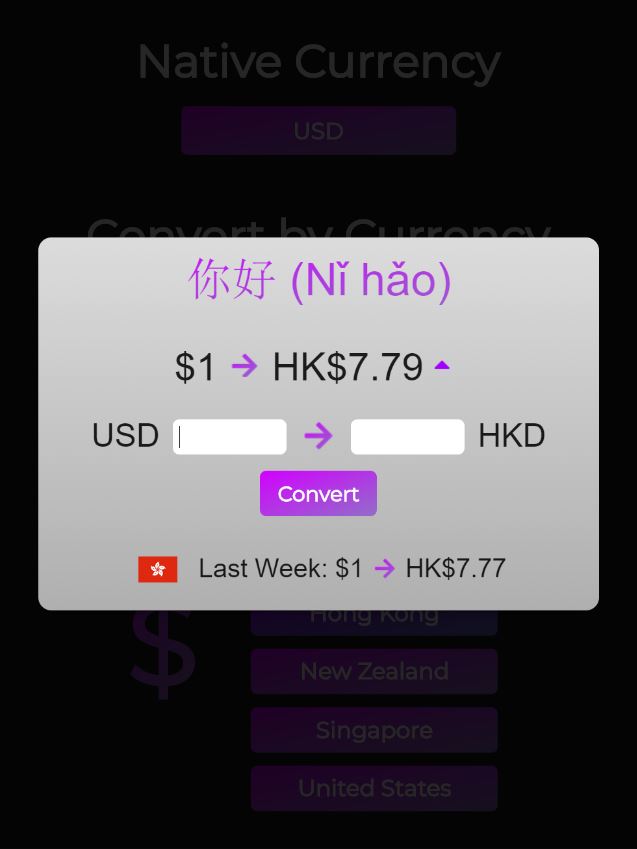 Native Currency
USD
Convert by Currency
你好 (Nǐ hǎo)
$1 → HK$7.79
USD → HKD
Convert
Last Week: $1 → HK$7.77
$
Hong Kong
New Zealand
Singapore
United States